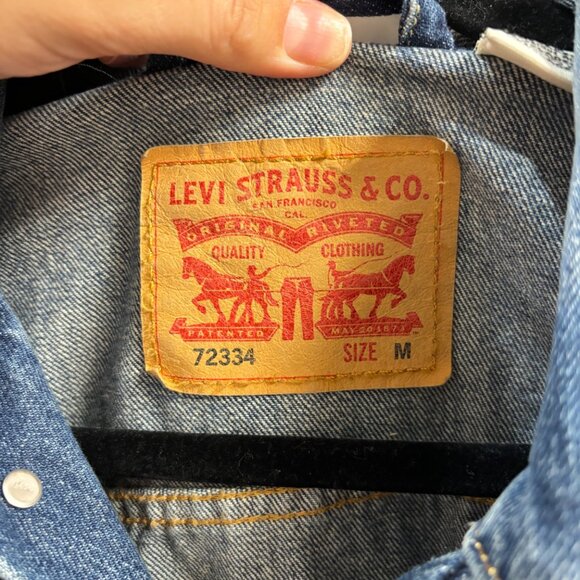 LEVI STRAUSS & CO.
SAN FRANCISCO
CAL.
ORIGINAL RIVETED
QUALITY CLOTHING
PATENTED MAY 20 1873
72334 SIZE M